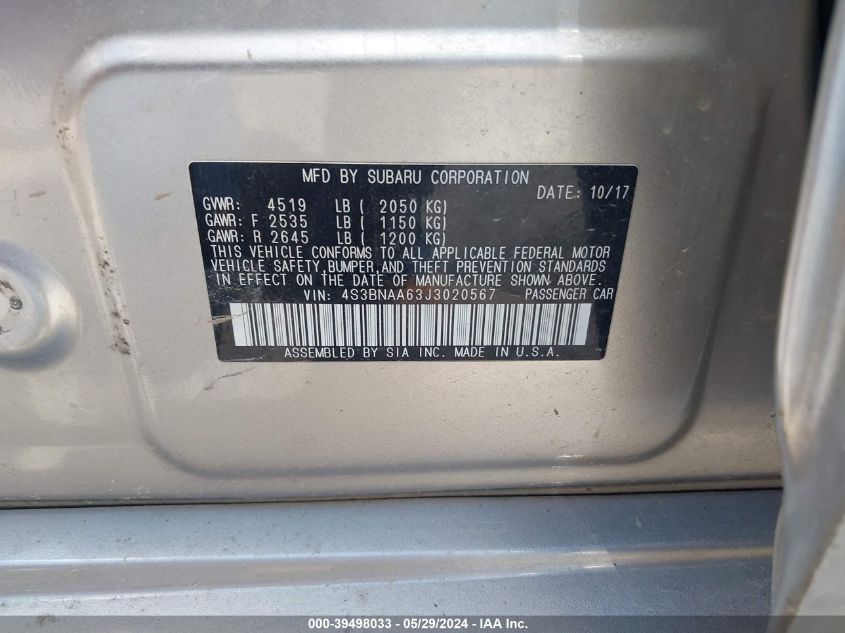 MFD BY SUBARU CORPORATION
DATE: 10/17
GVWR: 4519 LB ( 2050 KG)
GAWR: F 2535 LB ( 1150 KG)
GAWR: R 2645 LB ( 1200 KG)
THIS VEHICLE CONFORMS TO ALL APPLICABLE FEDERAL MOTOR
VEHICLE SAFETY,BUMPER,AND THEFT PREVENTION STANDARDS
IN EFFECT ON THE DATE OF MANUFACTURE SHOWN ABOVE.
VIN: 4S3BNAA63J3020567 PASSENGER CAR
ASSEMBLED BY SIA INC. MADE IN U.S.A.
000-39498033 - 05/29/2024 - IAA Inc.